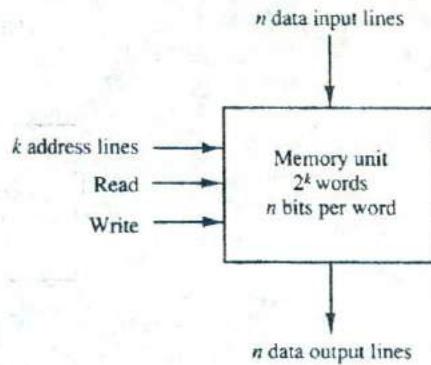 n data input lines
k address lines
Read
Write
Memory unit
2^k words
n bits per word
n data output lines